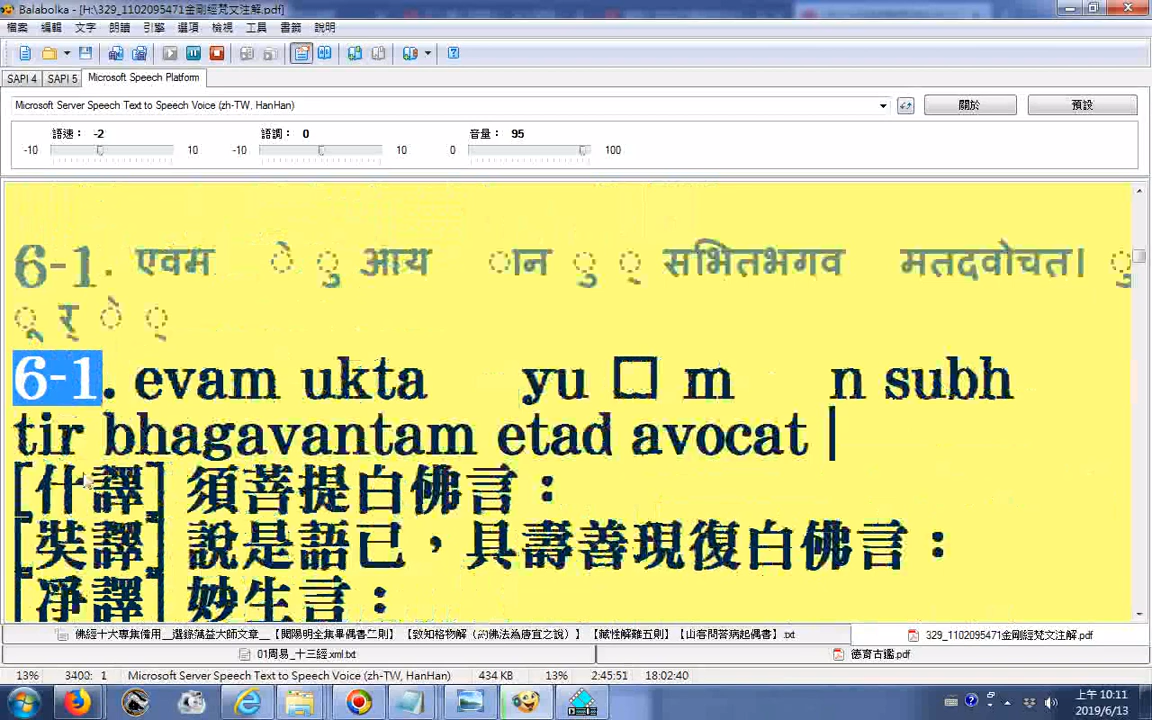 Balabolka - [H:\329_1102095471金剛經梵文注解.pdf]
檔案 編輯 文字 朗讀 引擎 選項 檢視 工具 書籤 說明
SAPI 4 SAPI 5 Microsoft Speech Platform
Microsoft Server Speech Text to Speech Voice (zh-TW, HanHan) 關於 預設
語速： -2 語調： 0 音量： 95
-10 10 -10 10 0 100
6-1. एवम े ु आय ान ु ् सभितभगव मतदवोचत। ु
ू र् े ्
6-1. evam ukta yu □ m n subh
tir bhagavantam etad avocat |
[什譯] 須菩提白佛言：
[奘譯] 說是語已，具壽善現復白佛言：
[淨譯] 妙生言：
329_1102095471金剛經梵文注解.pdf
01周易_十三經.xml.txt 德育古鑑.pdf
13% 3400: 1 Microsoft Server Speech Text to Speech Voice (zh-TW, HanHan) 434 KB 13% 2:45:51 18:02:40
上午 10:11
2019/6/13